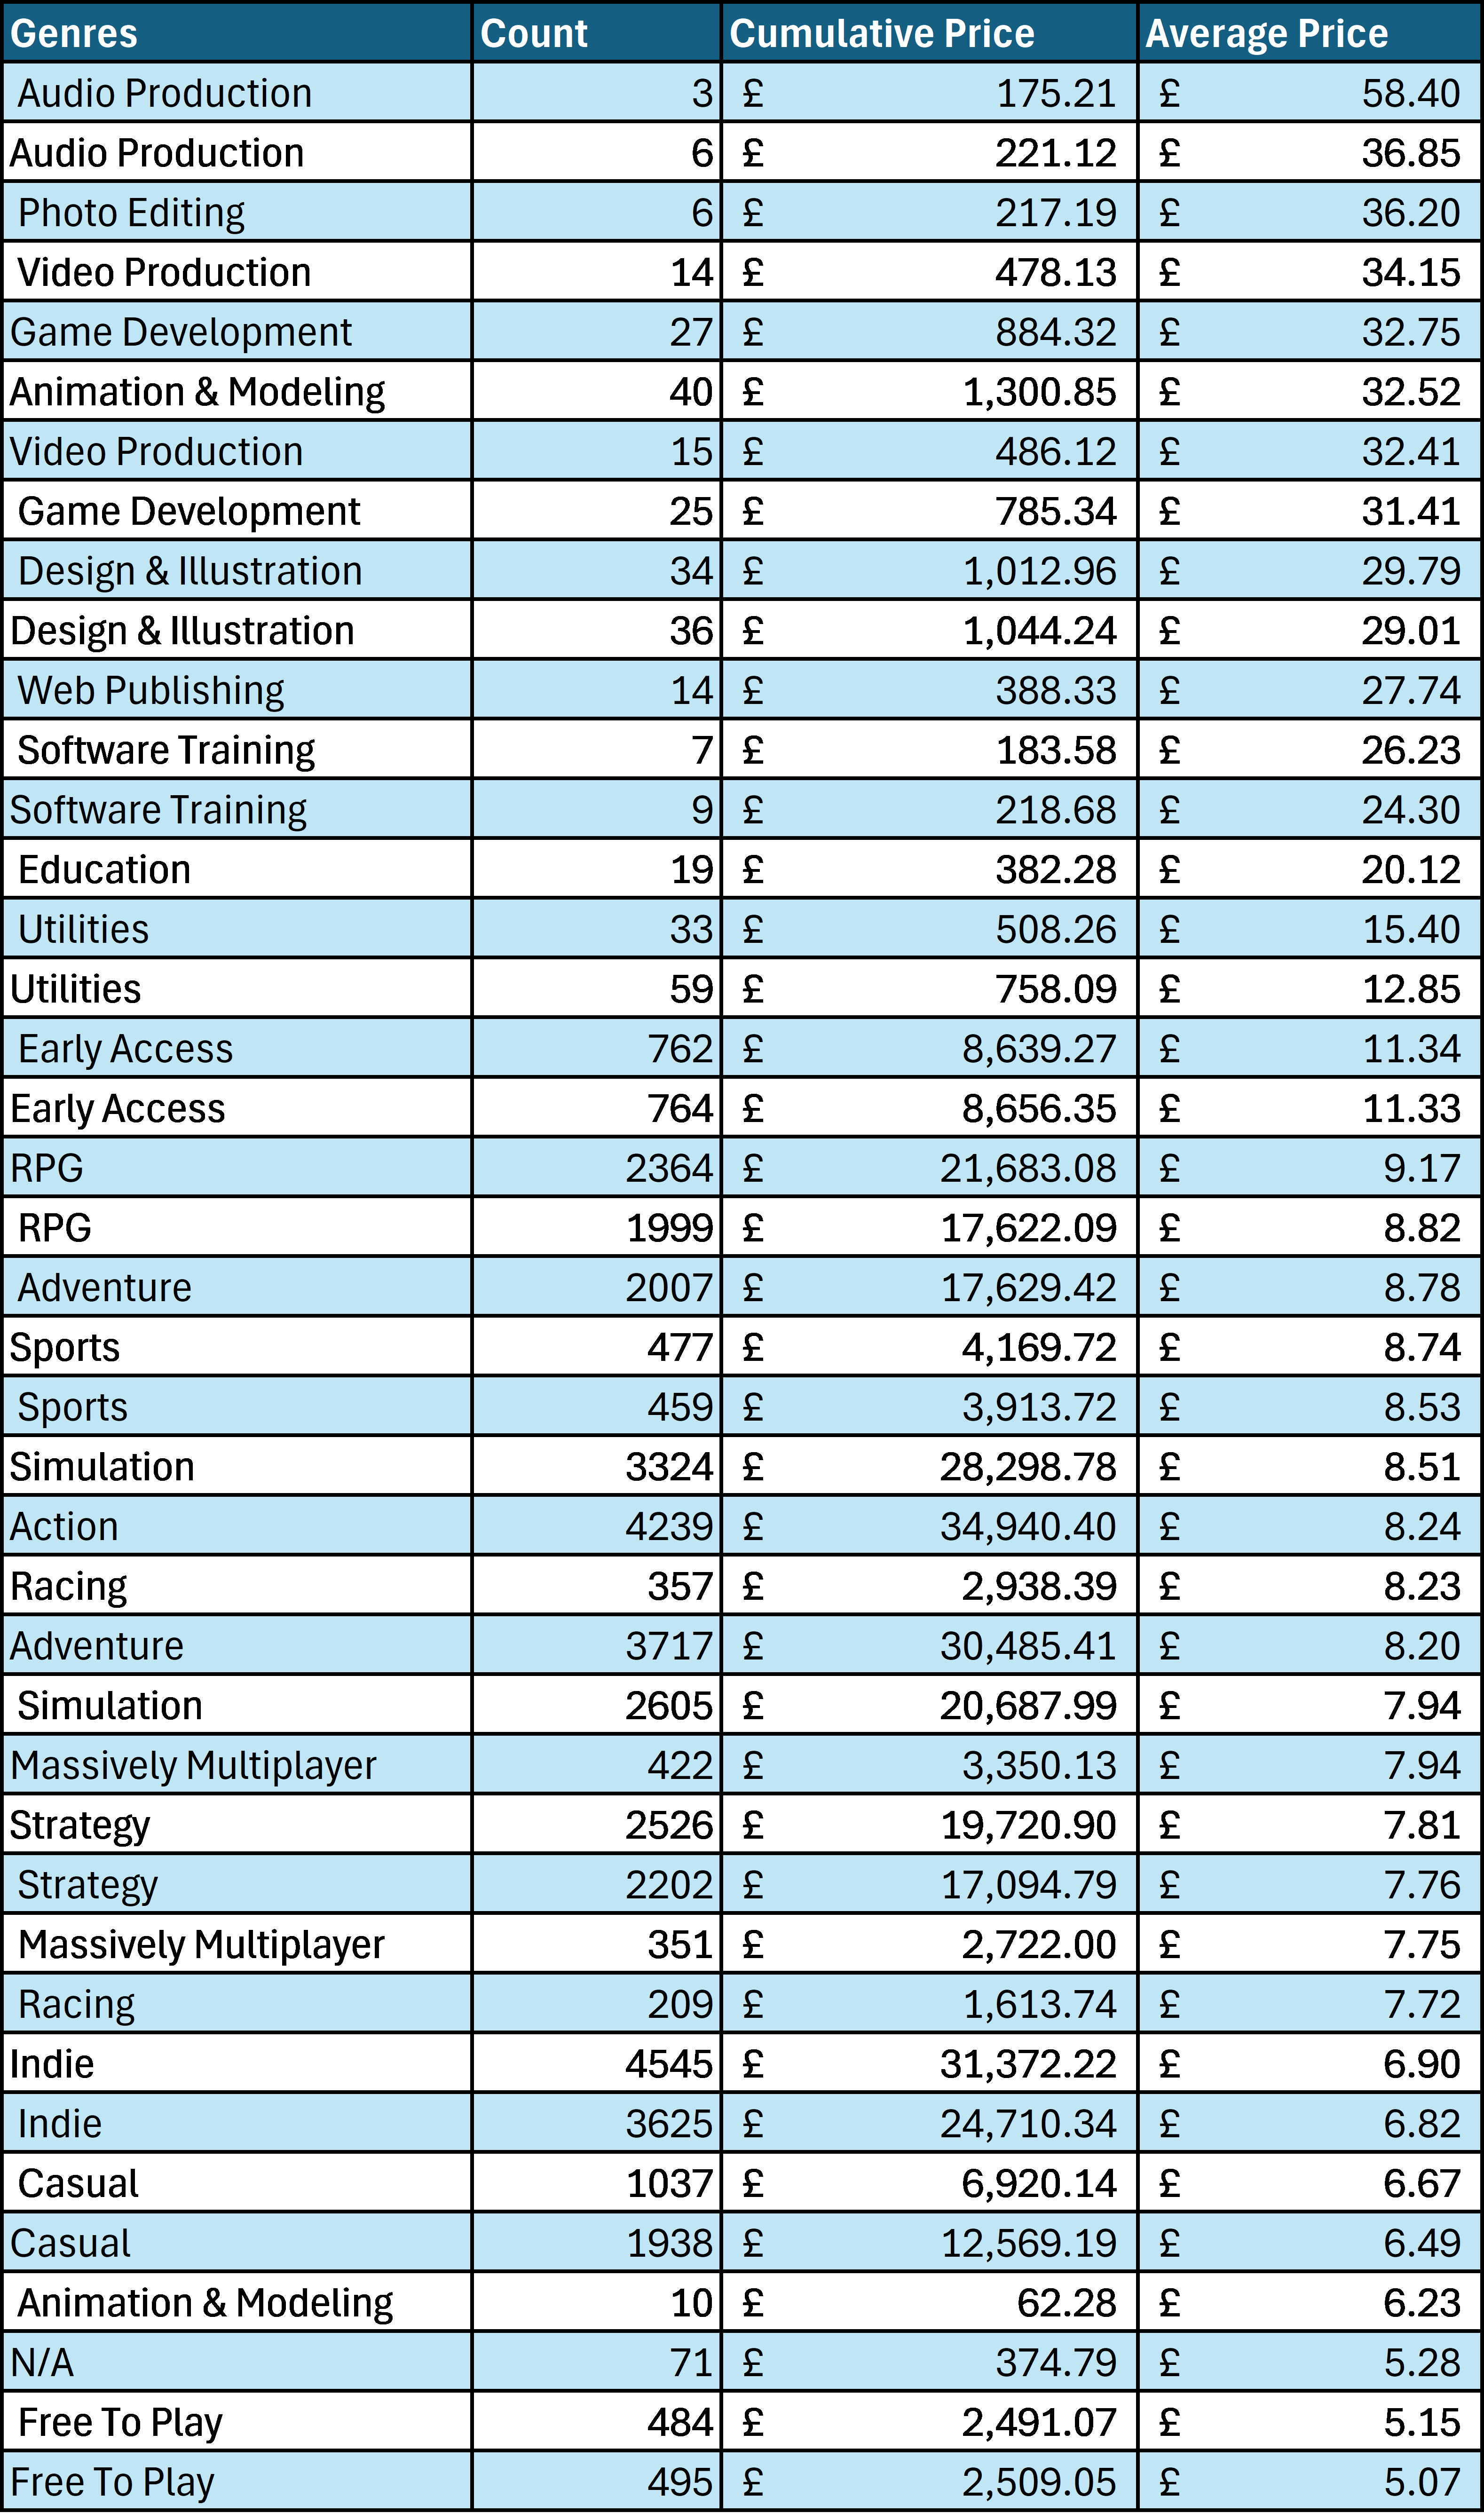 Genres Count Cumulative Price Average Price
Audio Production 3 £ 175.21 £ 58.40
Audio Production 6 £ 221.12 £ 36.85
Photo Editing 6 £ 217.19 £ 36.20
Video Production 14 £ 478.13 £ 34.15
Game Development 27 £ 884.32 £ 32.75
Animation & Modeling 40 £ 1,300.85 £ 32.52
Video Production 15 £ 486.12 £ 32.41
Game Development 25 £ 785.34 £ 31.41
Design & Illustration 34 £ 1,012.96 £ 29.79
Design & Illustration 36 £ 1,044.24 £ 29.01
Web Publishing 14 £ 388.33 £ 27.74
Software Training 7 £ 183.58 £ 26.23
Software Training 9 £ 218.68 £ 24.30
Education 19 £ 382.28 £ 20.12
Utilities 33 £ 508.26 £ 15.40
Utilities 59 £ 758.09 £ 12.85
Early Access 762 £ 8,639.27 £ 11.34
Early Access 764 £ 8,656.35 £ 11.33
RPG 2364 £ 21,683.08 £ 9.17
RPG 1999 £ 17,622.09 £ 8.82
Adventure 2007 £ 17,629.42 £ 8.78
Sports 477 £ 4,169.72 £ 8.74
Sports 459 £ 3,913.72 £ 8.53
Simulation 3324 £ 28,298.78 £ 8.51
Action 4239 £ 34,940.40 £ 8.24
Racing 357 £ 2,938.39 £ 8.23
Adventure 3717 £ 30,485.41 £ 8.20
Simulation 2605 £ 20,687.99 £ 7.94
Massively Multiplayer 422 £ 3,350.13 £ 7.94
Strategy 2526 £ 19,720.90 £ 7.81
Strategy 2202 £ 17,094.79 £ 7.76
Massively Multiplayer 351 £ 2,722.00 £ 7.75
Racing 209 £ 1,613.74 £ 7.72
Indie 4545 £ 31,372.22 £ 6.90
Indie 3625 £ 24,710.34 £ 6.82
Casual 1037 £ 6,920.14 £ 6.67
Casual 1938 £ 12,569.19 £ 6.49
Animation & Modeling 10 £ 62.28 £ 6.23
N/A 71 £ 374.79 £ 5.28
Free To Play 484 £ 2,491.07 £ 5.15
Free To Play 495 £ 2,509.05 £ 5.07